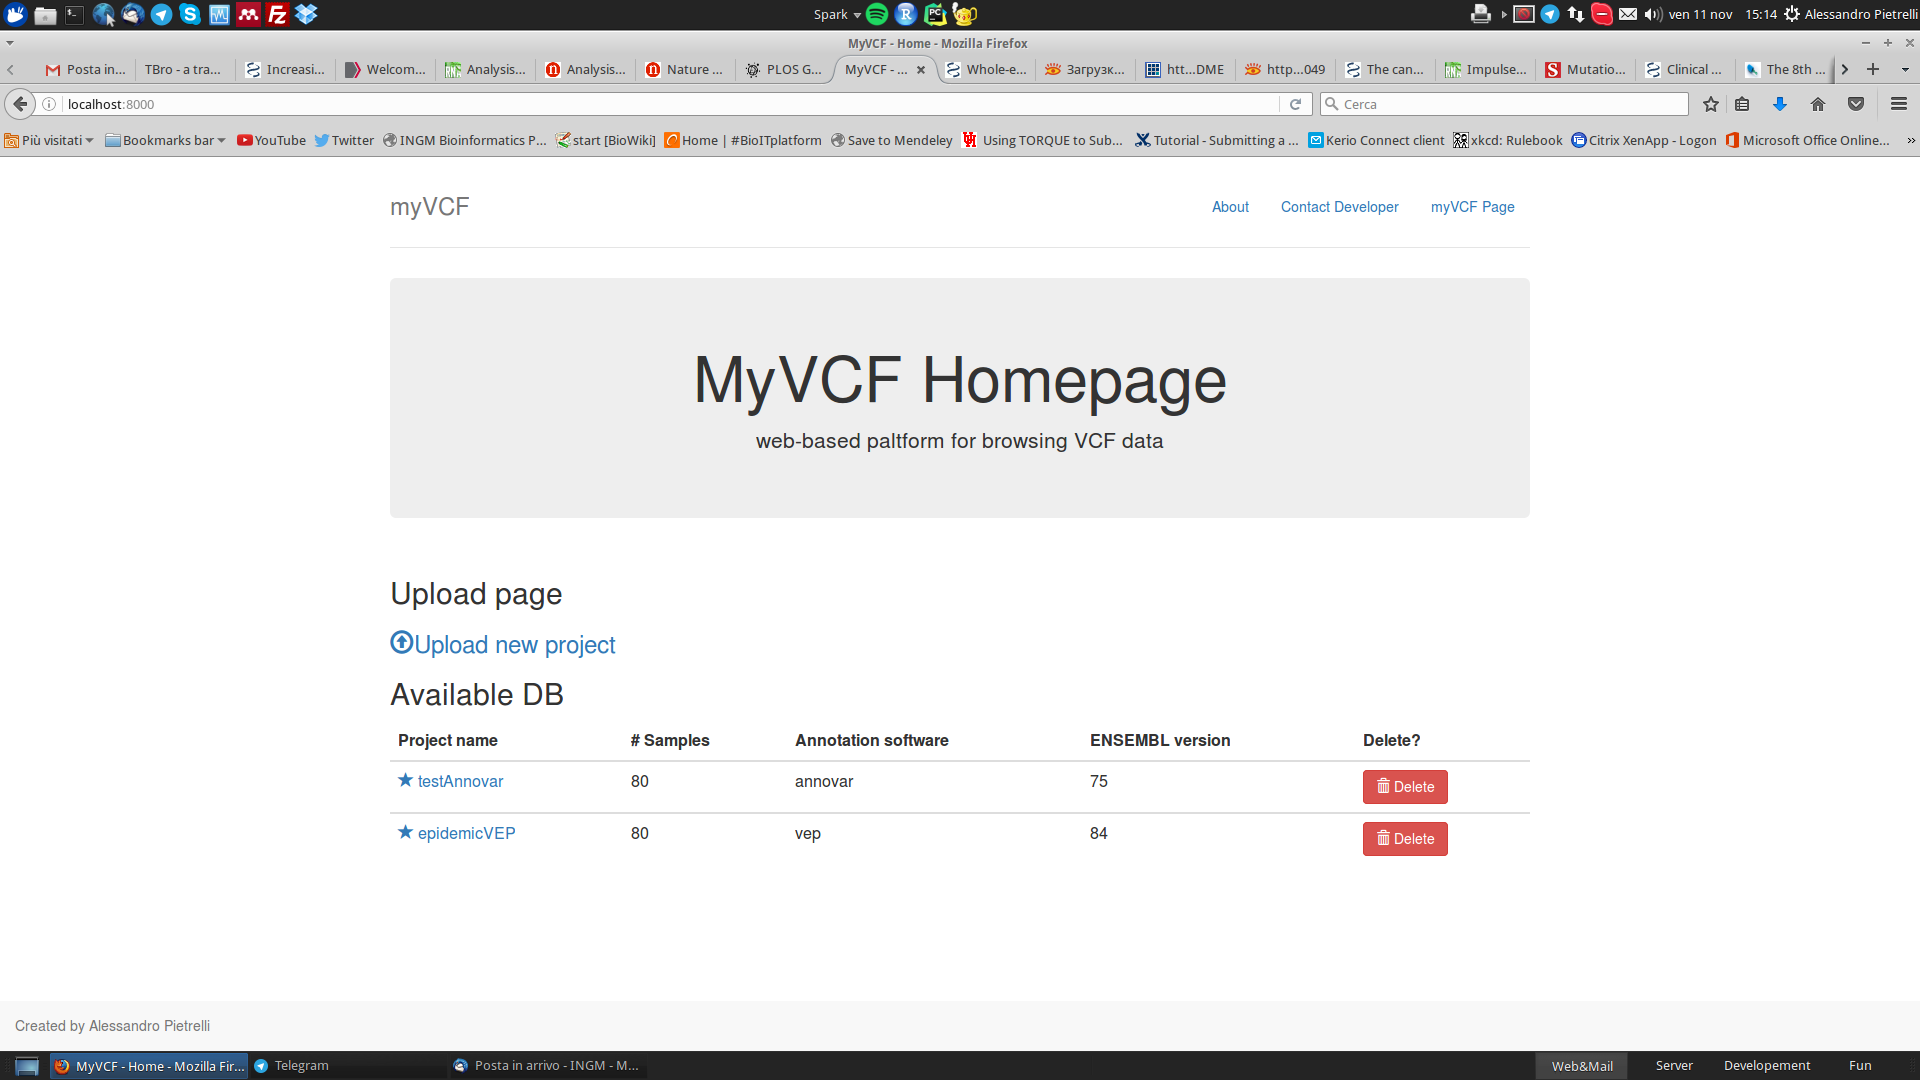 Spark
ven 11 nov 15:14 Alessandro Pietrelli
MyVCF - Home - Mozilla Firefox
Posta in... TBro - a tra... Increasi... Welcom... Analysis... Analysis... Nature ... PLOS G... MyVCF - ... Whole-e... Загрузк... htt...DME http...049 The can... Impulse... Mutatio... Clinical ... The 8th ...
localhost:8000
Cerca
Più visitati Bookmarks bar YouTube Twitter INGM Bioinformatics P... start [BioWiki] Home | #BioITplatform Save to Mendeley Using TORQUE to Sub... Tutorial - Submitting a ... Kerio Connect client xkcd: Rulebook Citrix XenApp - Logon Microsoft Office Online...
myVCF
About Contact Developer myVCF Page
MyVCF Homepage
web-based paltform for browsing VCF data
Upload page
Upload new project
Available DB
Project name # Samples Annotation software ENSEMBL version Delete?
testAnnovar 80 annovar 75 Delete
epidemicVEP 80 vep 84 Delete
Created by Alessandro Pietrelli
MyVCF - Home - Mozilla Fir... Telegram Posta in arrivo - INGM - M... Web&Mail Server Developement Fun